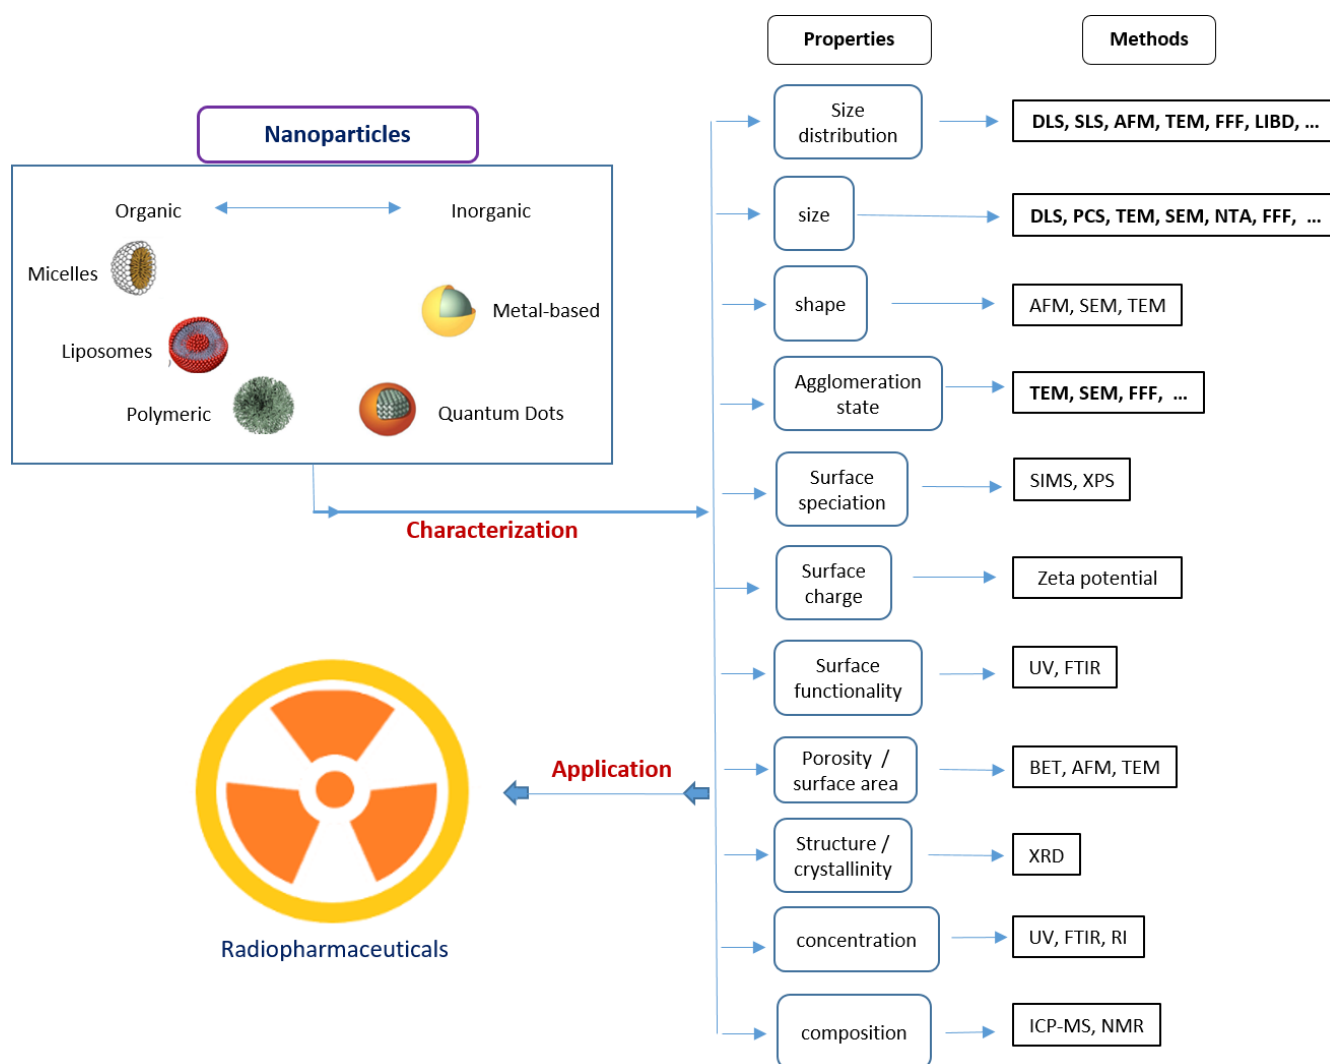 Properties
Methods
Nanoparticles
Organic
Inorganic
Micelles
Liposomes
Polymeric
Metal-based
Quantum Dots
Characterization
Application
Radiopharmaceuticals
Size
distribution
DLS, SLS, AFM, TEM, FFF, LIBD, ...
size
DLS, PCS, TEM, SEM, NTA, FFF, ...
shape
AFM, SEM, TEM
Agglomeration
state
TEM, SEM, FFF, ...
Surface
speciation
SIMS, XPS
Surface
charge
Zeta potential
Surface
functionality
UV, FTIR
Porosity /
surface area
BET, AFM, TEM
Structure /
crystallinity
XRD
concentration
UV, FTIR, RI
composition
ICP-MS, NMR